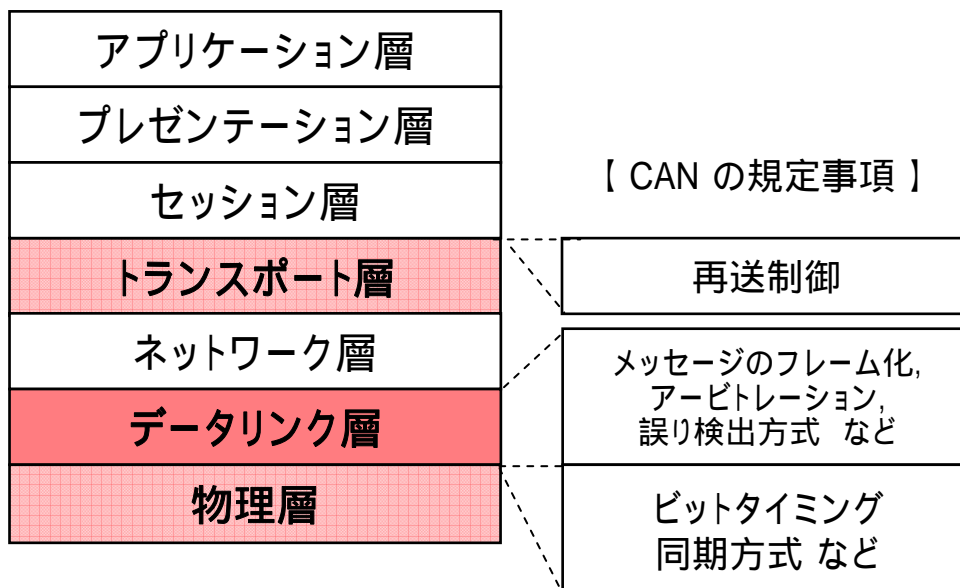 アプリケーション層
プレゼンテーション層
セッション層
トランスポート層
ネットワーク層
データリンク層
物理層
【 CAN の規定事項 】
再送制御
メッセージのフレーム化,
アービトレーション,
誤り検出方式 など
ビットタイミング
同期方式 など